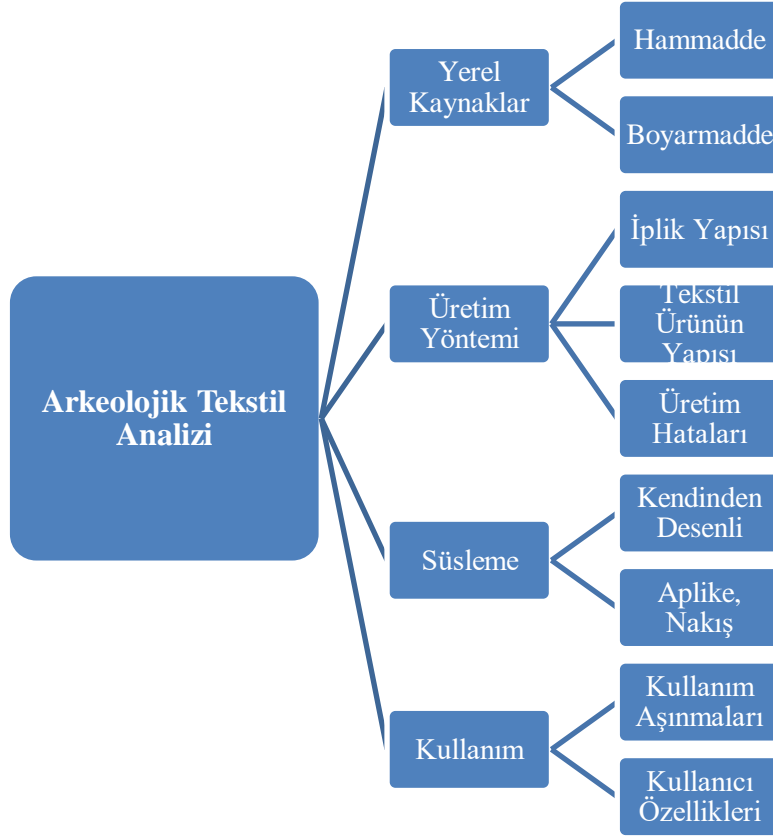 Arkeolojik Tekstil
Analizi
Yerel
Kaynaklar
Hammadde
Boyarmadde
Üretim
Yöntemi
İplik Yapısı
Tekstil
Ürünün
Yapısı
Üretim
Hataları
Süsleme
Kendinden
Desenli
Aplike,
Nakış
Kullanım
Kullanım
Aşınmaları
Kullanıcı
Özellikleri